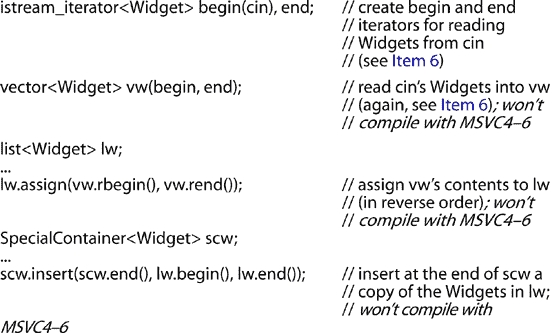 istream_iterator<Widget> begin(cin), end; // create begin and end
// iterators for reading
// Widgets from cin
// (see Item 6)
vector<Widget> vw(begin, end); // read cin’s Widgets into vw
// (again, see Item 6); won’t
// compile with MSVC4–6
list<Widget> lw;
...
lw.assign(vw.rbegin(), vw.rend()); // assign vw’s contents to lw
// (in reverse order); won’t
// compile with MSVC4–6
SpecialContainer<Widget> scw;
...
scw.insert(scw.end(), lw.begin(), lw.end()); // insert at the end of scw a
// copy of the Widgets in lw;
// won’t compile with
MSVC4–6